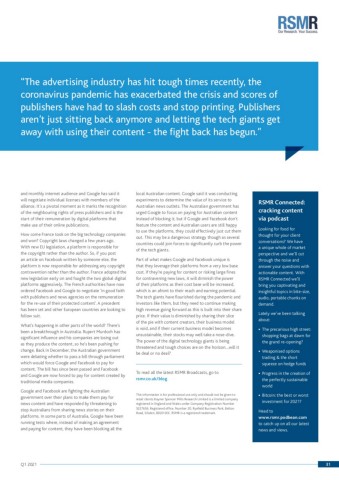 RSMR
Our Research. Your Success.
“The advertising industry has hit tough times recently, the
coronavirus pandemic has exacerbated the crisis and scores of
publishers have had to slash costs and stop printing. Publishers
aren’t just sitting back anymore and letting the tech giants get
away with using their content - the fight back has begun.”
and monthly internet audience and Google has said it
will negotiate individual licenses with members of the
alliance. It’s a pivotal moment as it marks the recognition
of the neighbouring rights of press publishers and is the
start of their remuneration by digital platforms that
make use of their online publications.
How come France took on the big technology companies
and won? Copyright laws changed a few years ago.
With new EU legislation, a platform is responsible for
the copyright rather than the author. So, if you post
an article on Facebook written by someone else, the
platform is now responsible for addressing any copyright
contravention rather than the author. France adopted the
new legislation early on and fought the two global digital
platforms aggressively. The French authorities have now
ordered Facebook and Google to negotiate ‘in good faith
with publishers and news agencies on the remuneration
for the re-use of their protected content’. A precedent
has been set and other European countries are looking to
follow suit.
What’s happening in other parts of the world? There’s
been a breakthrough in Australia. Rupert Murdoch has
significant influence and his companies are losing out
as they produce the content, so he’s been pushing for
change. Back in December, the Australian government
were debating whether to pass a bill through parliament
which would force Google and Facebook to pay for
content. The bill has since been passed and Facebook
and Google are now forced to pay for content created by
traditional media companies.
Google and Facebook are fighting the Australian
government over their plans to make them pay for
news content and have responded by threatening to
stop Australians from sharing news stories on their
platforms. In some parts of Australia, Google have been
running tests where, instead of making an agreement
and paying for content, they have been blocking all the
local Australian content. Google said it was conducting
experiments to determine the value of its service to
Australian news outlets. The Australian government has
urged Google to focus on paying for Australian content
instead of blocking it, but if Google and Facebook don’t
feature the content and Australian users are still happy
to use the platforms, they could effectively just cut them
out. This may be a dangerous strategy though as several
countries could join forces to significantly curb the power
of the tech giants.
Part of what makes Google and Facebook unique is
that they leverage their platforms from a very low base
cost. If they’re paying for content or risking large fines
for contravening new laws, it will diminish the power
of their platforms as their cost base will be increased,
which is an affront to their reach and earning potential.
The tech giants have flourished during the pandemic and
investors like them, but they need to continue making
high revenue going forward as this is built into their share
price. If their value is diminished by sharing their slice
of the pie with content creators, their business model
is next and if their current business model becomes
unsustainable, their stocks may well take a nose dive.
The power of the digital technology giants is being
threatened and tough choices are on the horizon…will it
be deal or no deal?
To read all the latest RSMR Broadcasts, go to
rsmr.co.uk/blog
RSMR Connected:
cracking content
via podcast
Looking for food for
thought for your client
conversations? We have
a unique whole of market
perspective and we’ll cut
through the noise and
answer your questions with
actionable content. With
RSMR Connected we’ll
bring you captivating and
insightful topics in bite-size,
audio, portable chunks on
demand.
Lately we’ve been talking
about:
• The precarious high street
shopping bags at dawn for
the grand re-opening?
• Weaponised options
trading & the short
squeeze on hedge funds
• Progress in the creation of
the perfectly sustainable
world
• Bitcoin: the best or worst
investment for 2021?
Head to
www.rsmr.podbean.com
to catch up on all our latest
news and views.
Q1 2021
31